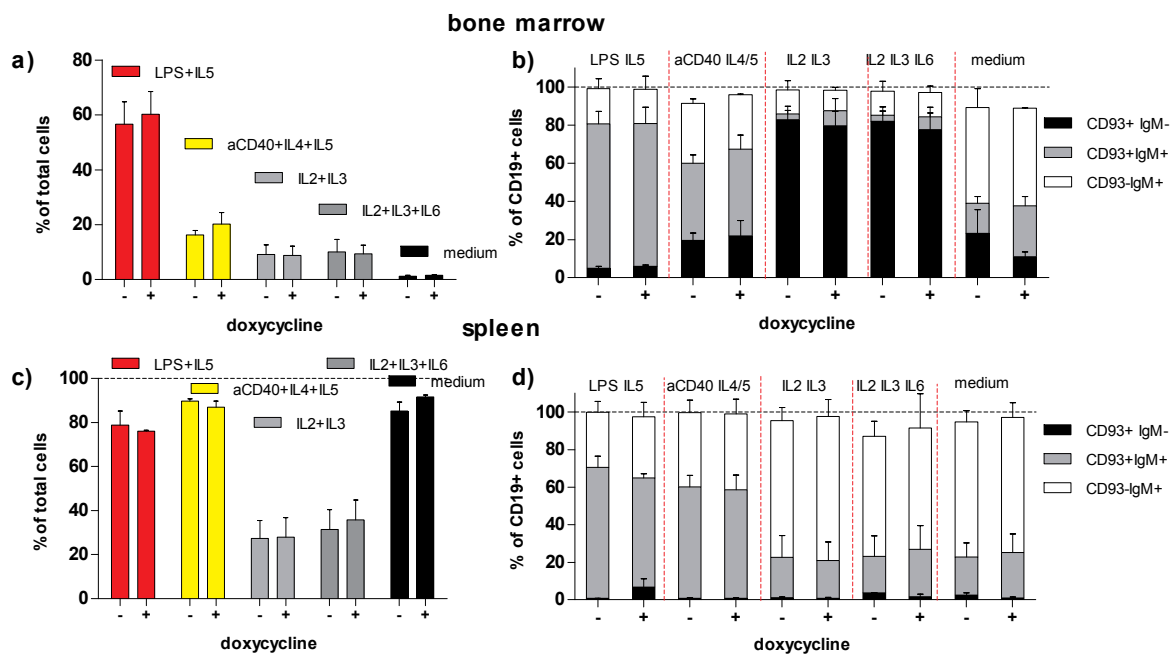 bone marrow
a)
% of total cells
80
60
40
20
0
LPS+IL5
aCD40+IL4+IL5
IL2+IL3
IL2+IL3+IL6
medium
- + - + - + - + - +
doxycycline
b)
LPS IL5 aCD40 IL4/5 IL2 IL3 IL2 IL3 IL6 medium
% of CD19+ cells
100
80
60
40
20
0
CD93+ IgM-
CD93+IgM+
CD93-IgM+
- + - + - + - + - +
doxycycline
spleen
c)
% of total cells
100
80
60
40
20
0
LPS+IL5
IL2+IL3+IL6
aCD40+IL4+IL5
medium
IL2+IL3
- + - + - + - + - +
doxycycline
d)
LPS IL5 aCD40 IL4/5 IL2 IL3 IL2 IL3 IL6 medium
% of CD19+ cells
100
80
60
40
20
0
CD93+ IgM-
CD93+IgM+
CD93-IgM+
- + - + - + - + - +
doxycycline